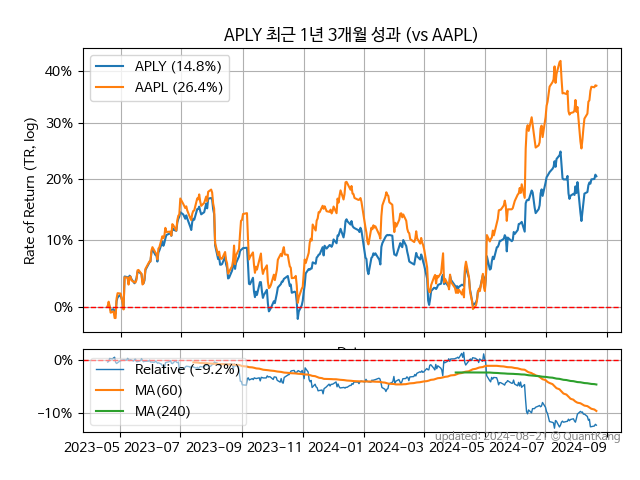 APLY 최근 1년 3개월 성과 (vs AAPL)
Rate of Return (TR, log)
APLY (14.8%)
AAPL (26.4%)
40%
30%
20%
10%
0%
0%
−10%
Relative (−9.2%)
MA(60)
MA(240)
updated: 2024-08-21 © QuantKang
2023-05 2023-07 2023-09 2023-11 2024-01 2024-03 2024-05 2024-07 2024-09